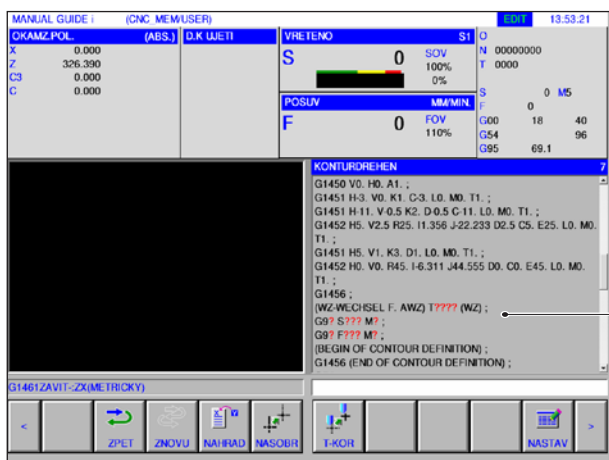 MANUAL GUIDE i (CNC_MEM/USER) EDIT 13:53.21
OKAMZ.POL. (ABS.) D.K UJETI VRETENO S1 O
X 0.000
Z 326.390
C3 0.000
C 0.000
S 0 SOV
100%
0%
N 00000000
T 0000
POSUV MM/MIN.
F 0 FOV
110%
S 0 M5
F 0
G00 18 40
G54 96
G95 69.1
KONTURDREHEN 7
G1450 V0. H0. A1. ;
G1451 H-3. V0. K1. C-3. L0. M0. T1. ;
G1451 H-11. V-0.5 K2. D-0.5 C-11. L0. M0. T1. ;
G1452 H5. V2.5 R25. I1.356 J-22.233 D2.5 C5. E25. L0. M0.
T1. ;
G1451 H5. V1. K3. D1. L0. M0. T1. ;
G1452 H0. V0. R45. I-6.311 J44.555 D0. C0. E45. L0. M0.
T1. ;
G1456 ;
(WZ-WECHSEL F. AWZ) T???? (WZ) ;
G9? S??? M? ;
G9? F??? M? ;
(BEGIN OF CONTOUR DEFINITION) ;
G1456 (END OF CONTOUR DEFINITION) ;
G1461ZAVIT-:ZX(METRICKY)
< ZPET ZNOVU NAHRAD NASOBR T-KOR NASTAV >